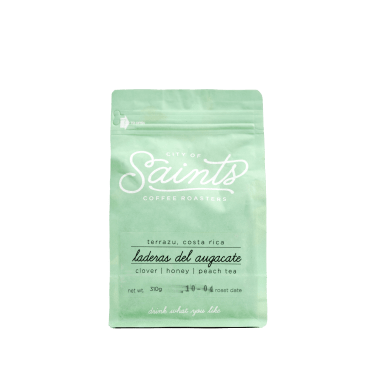 CITY OF
Saints
COFFEE ROASTERS
terrazu, costa rica
laderas del augacate
clover | honey | peach tea
net wt. 310g roast date
drink what you like